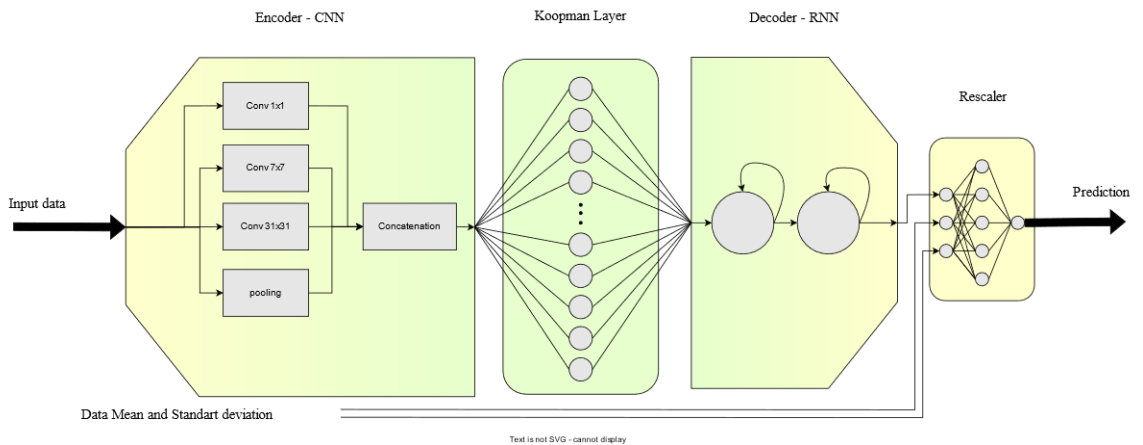 Encoder - CNN
Koopman Layer
Decoder - RNN
Rescaler
Conv 1x1
Conv 7x7
Conv 31x31
pooling
Concatenation
Input data
Prediction
Data Mean and Standart deviation
Text is not SVG - cannot display